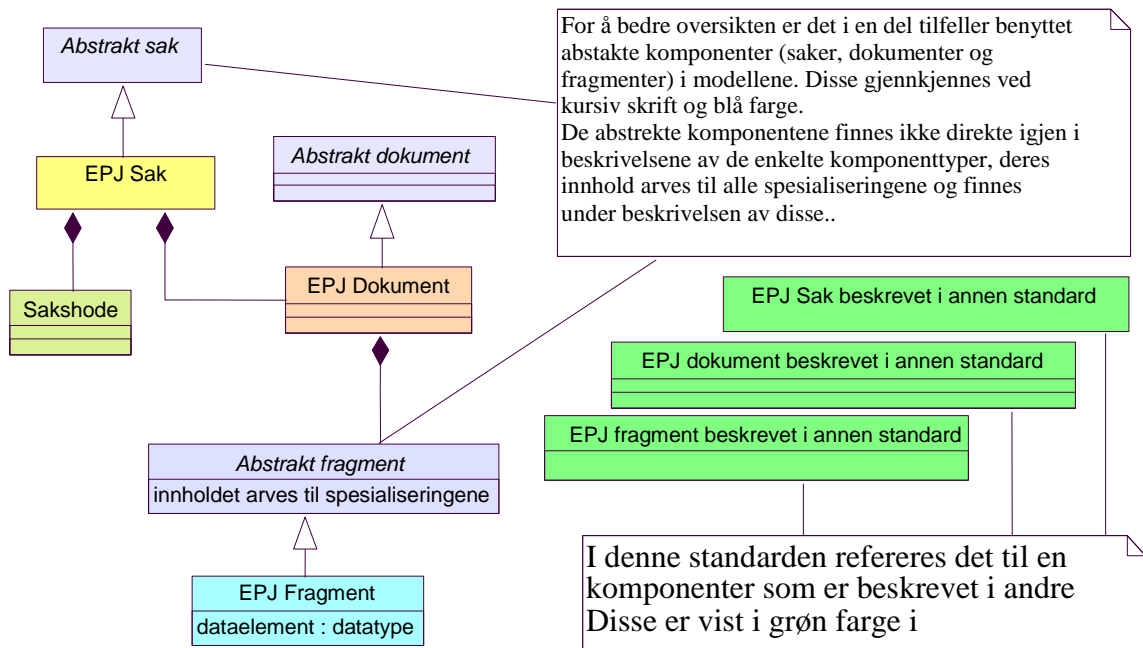 Abstrakt sak
For å bedre oversikten er det i en del tilfeller benyttet
abstakte komponenter (saker, dokumenter og
fragmenter) i modellene. Disse gjennkjennes ved
kursiv skrift og blå farge.
De abstrekte komponentene finnes ikke direkte igjen i
beskrivelsene av de enkelte komponenttyper, deres
innhold arves til alle spesialiseringene og finnes
under beskrivelsen av disse..
Abstrakt dokument
EPJ Sak
EPJ Dokument
Sakshode
EPJ Sak beskrevet i annen standard
EPJ dokument beskrevet i annen standard
EPJ fragment beskrevet i annen standard
Abstrakt fragment
innholdet arves til spesialiseringene
EPJ Fragment
dataelement : datatype
I denne standarden refereres det til en
komponenter som er beskrevet i andre
Disse er vist i grøn farge i